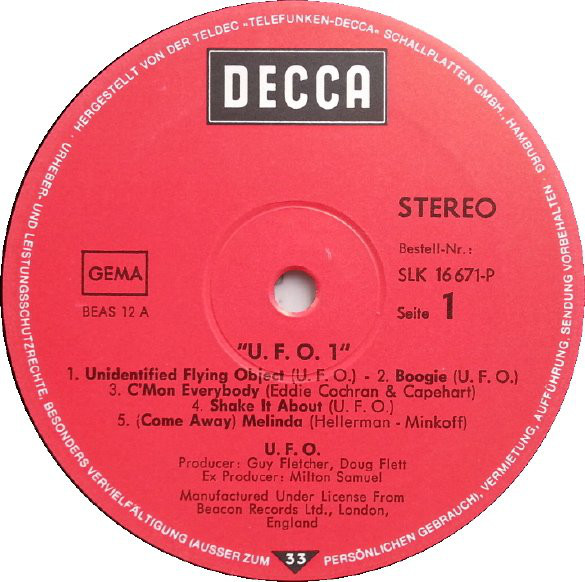 URHEBER- UND LEISTUNGSSCHUTZRECHTE, BESONDERS VERVIELFÄLTIGUNG (AUSSER ZUM PERSÖNLICHEN GEBRAUCH), VERMIETUNG, AUFFÜHRUNG, SENDUNG VORBEHALTEN · HERGESTELLT VON DER TELDEC »TELEFUNKEN-DECCA« SCHALLPLATTEN GMBH., HAMBURG
DECCA
STEREO
Bestell-Nr.:
GEMA
SLK 16 671-P
BEAS 12 A
Seite 1
"U. F. O. 1"
1. Unidentified Flying Object (U. F. O.) - 2. Boogie (U. F. O.)
3. C'Mon Everybody (Eddie Cochran & Capehart)
4. Shake It About (U. F. O.)
5. (Come Away) Melinda (Hellerman - Minkoff)
U. F. O.
Producer: Guy Fletcher, Doug Flett
Ex Producer: Milton Samuel
Manufactured Under License From
Beacon Records Ltd., London,
England
33